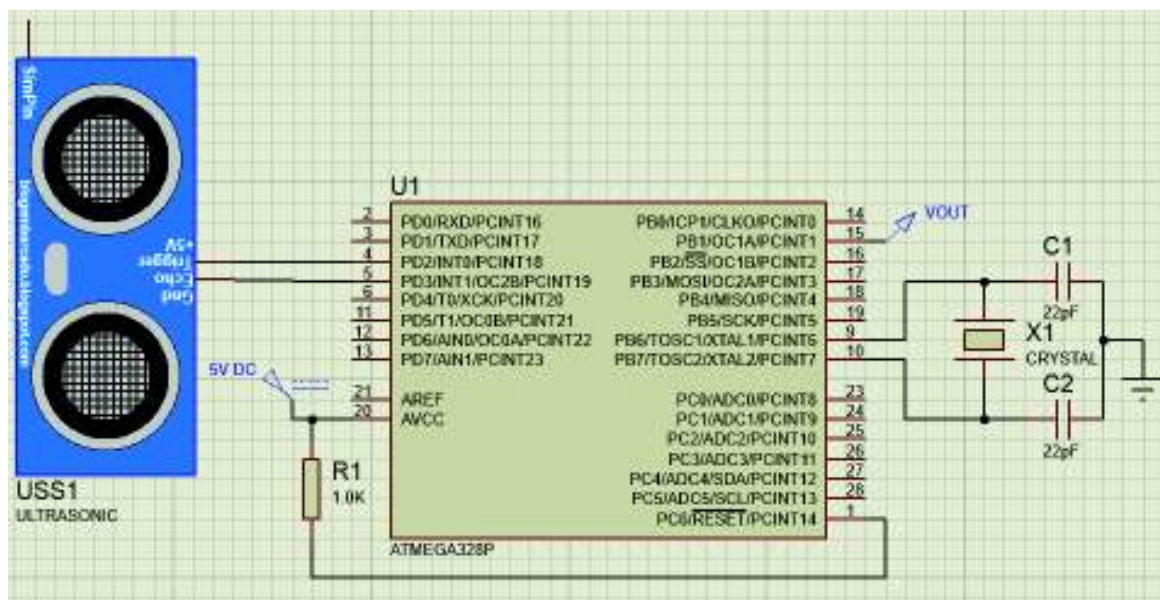 SimPin
+5V
Trigger
Echo
Gnd
USS1
ULTRASONIC
5V DC
R1
1.0K
U1
2 PD0/RXD/PCINT16
3 PD1/TXD/PCINT17
4 PD2/INT0/PCINT18
5 PD3/INT1/OC2B/PCINT19
6 PD4/T0/XCK/PCINT20
11 PD5/T1/OC0B/PCINT21
12 PD6/AIN0/OC0A/PCINT22
13 PD7/AIN1/PCINT23
21 AREF
20 AVCC
PB0/ICP1/CLKO/PCINT0 14
PB1/OC1A/PCINT1 15
PB2/SS/OC1B/PCINT2 16
PB3/MOSI/OC2A/PCINT3 17
PB4/MISO/PCINT4 18
PB5/SCK/PCINT5 19
PB6/TOSC1/XTAL1/PCINT6 9
PB7/TOSC2/XTAL2/PCINT7 10
PC0/ADC0/PCINT8 23
PC1/ADC1/PCINT9 24
PC2/ADC2/PCINT10 25
PC3/ADC3/PCINT11 26
PC4/ADC4/SDA/PCINT12 27
PC5/ADC5/SCL/PCINT13 28
PC6/RESET/PCINT14 1
ATMEGA328P
VOUT
C1
22pF
X1
CRYSTAL
C2
22pF